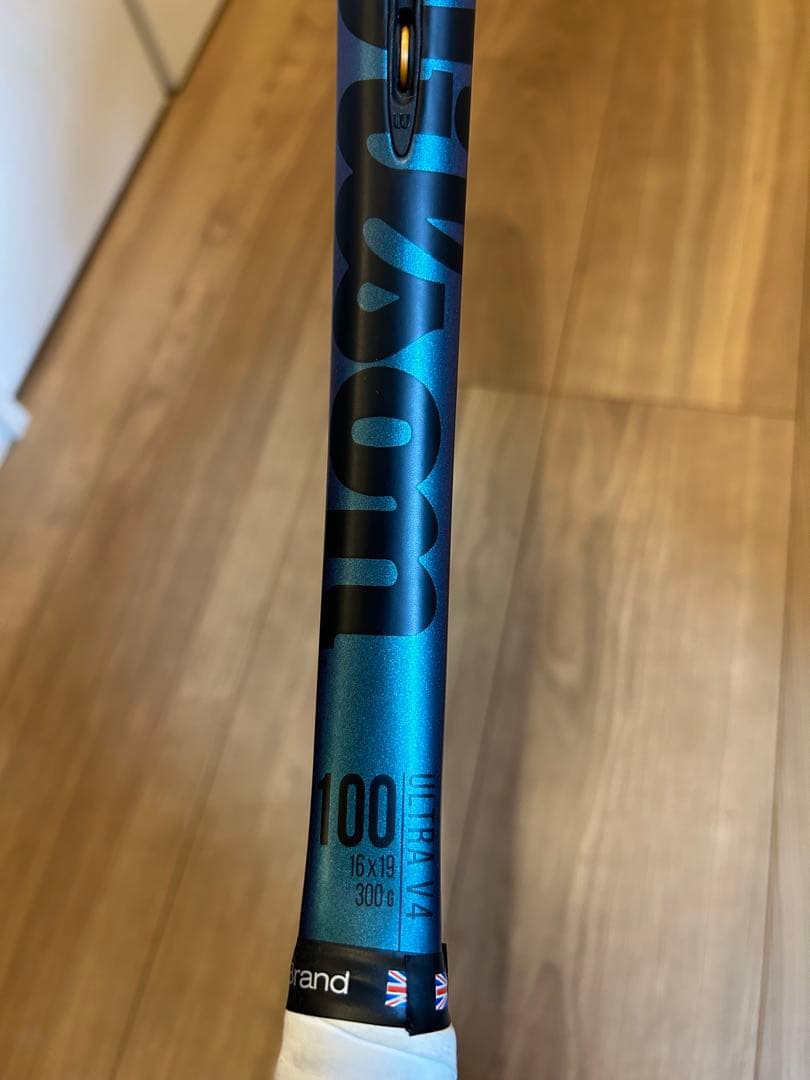 Wilson
100
16x19
300G
ULTRA V4
Brand